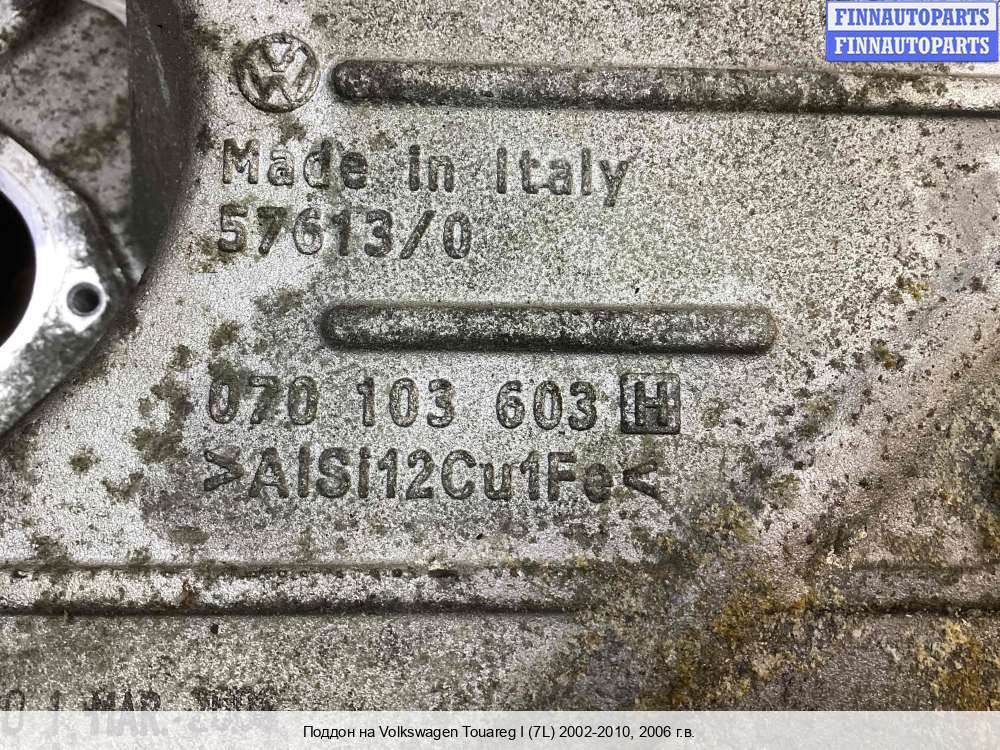 FINNAUTOPARTS
FINNAUTOPARTS
Made in Italy
57613/0
070 103 603 H
>AlSi12Cu1Fe<
MAR
Поддон на Volkswagen Touareg I (7L) 2002-2010, 2006 г.в.